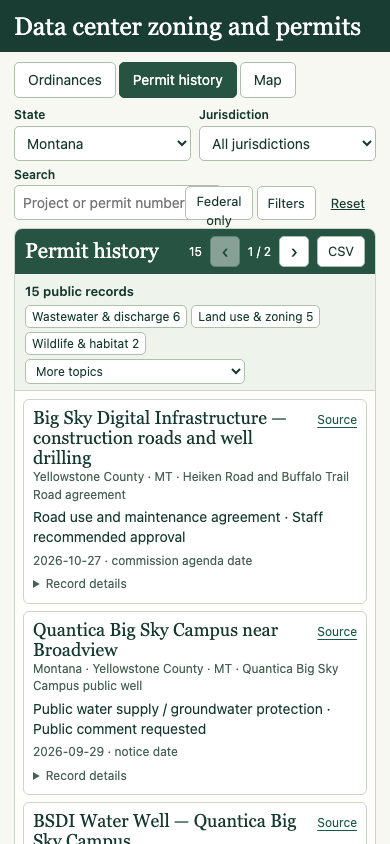 Data center zoning and permits
Ordinances
Permit history
Map
State
Jurisdiction
Montana
All jurisdictions
Search
Project or permit number
Federal
only
Filters
Reset
Permit history
15
‹
1 / 2
›
CSV
15 public records
Wastewater & discharge 6
Land use & zoning 5
Wildlife & habitat 2
More topics
Big Sky Digital Infrastructure —
construction roads and well
drilling
Source
Yellowstone County · MT · Heiken Road and Buffalo Trail
Road agreement
Road use and maintenance agreement · Staff
recommended approval
2026-10-27 · commission agenda date
Record details
Quantica Big Sky Campus near
Broadview
Source
Montana · Yellowstone County · MT · Quantica Big Sky
Campus public well
Public water supply / groundwater protection ·
Public comment requested
2026-09-29 · notice date
Record details
BSDI Water Well — Quantica Big
Sky Campus
Source